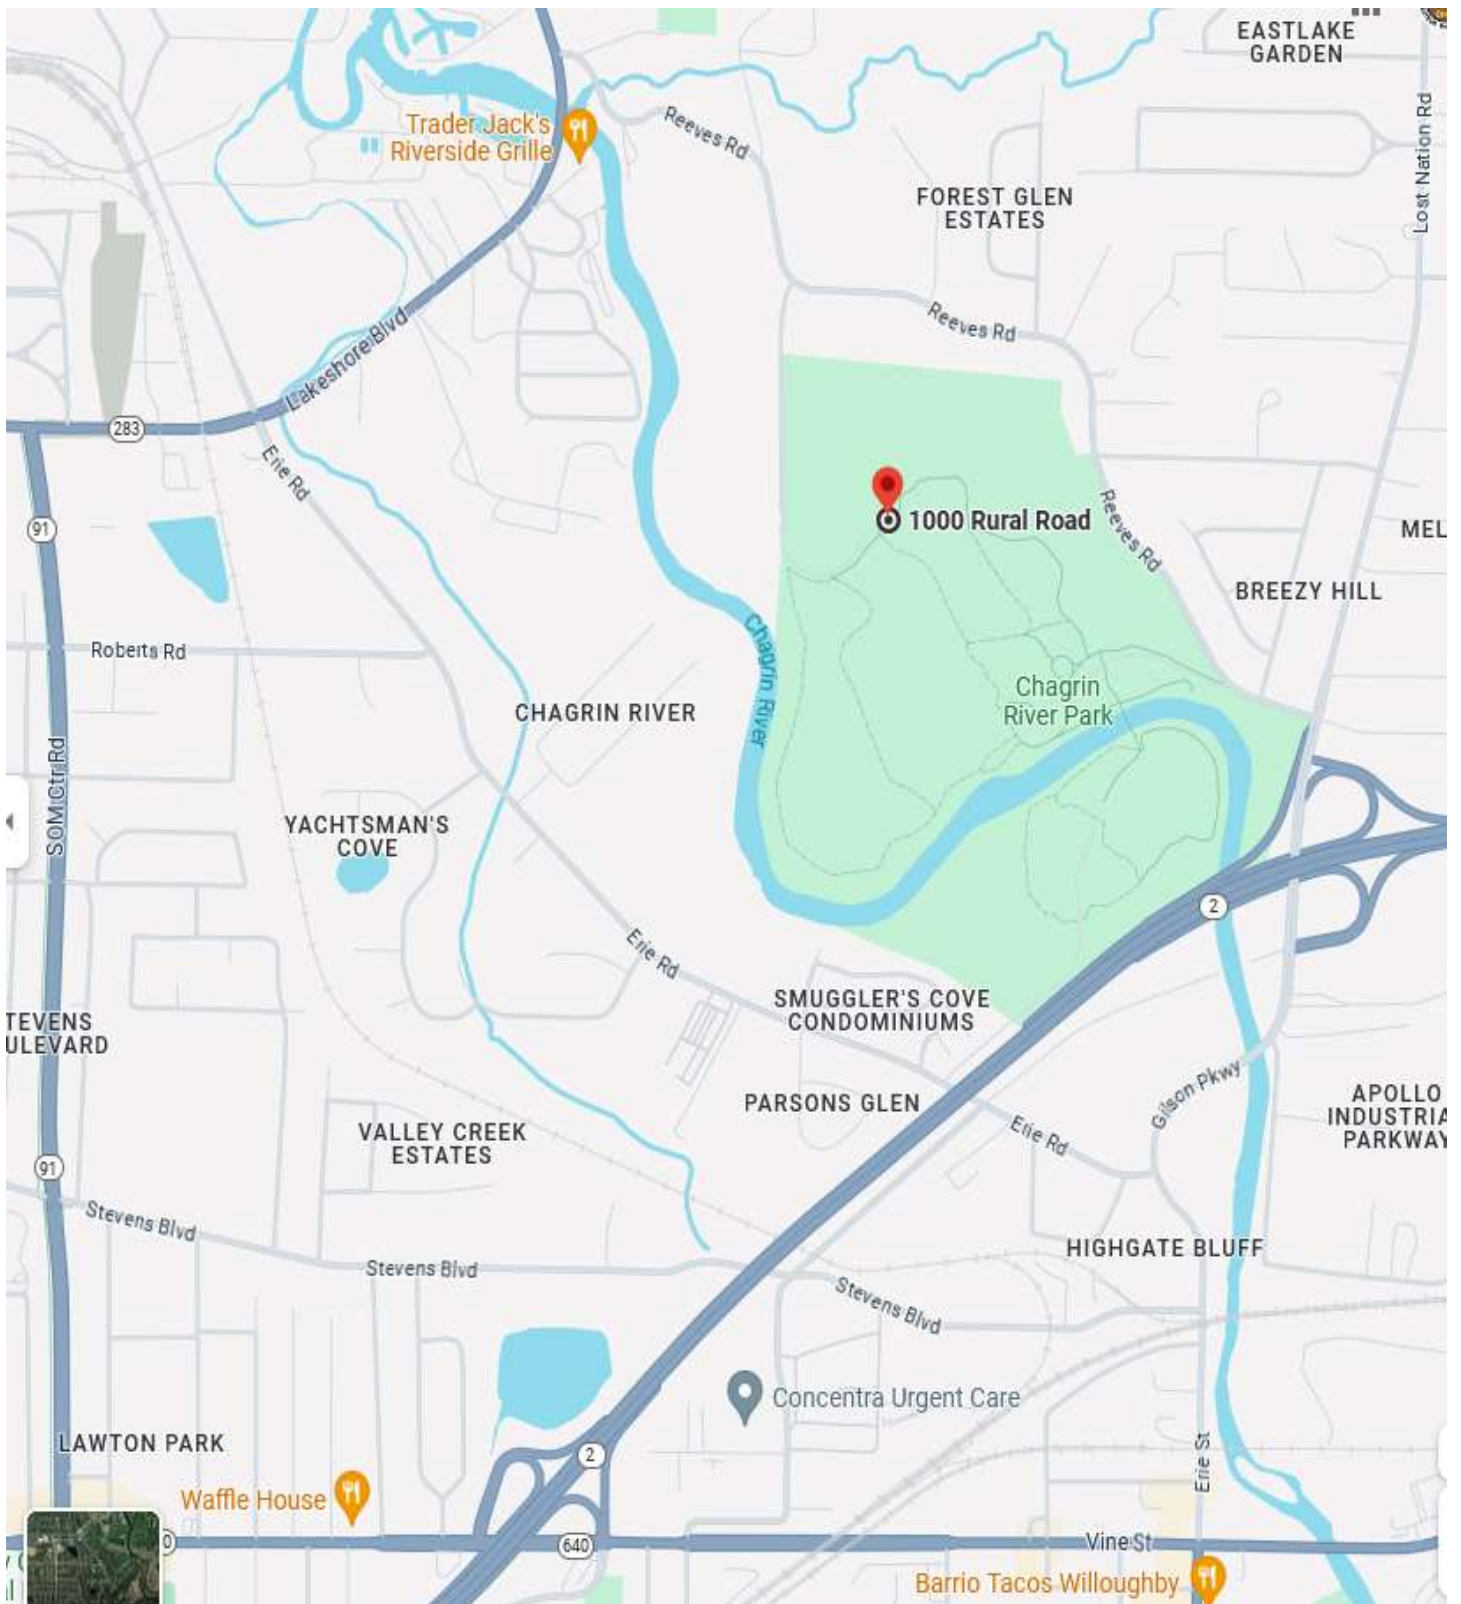 EASTLAKE
GARDEN
Trader Jack's
Riverside Grille
Reeves Rd
Lost Nation Rd
FOREST GLEN
ESTATES
Reeves Rd
Lakeshore Blvd
283
Erie Rd
1000 Rural Road
Reeves Rd
91
MEL
BREEZY HILL
Roberts Rd
Chagrin River
Chagrin
River Park
CHAGRIN RIVER
SOM Ctr Rd
YACHTSMAN'S
COVE
2
Erie Rd
SMUGGLER'S COVE
CONDOMINIUMS
TEVENS
ULEVARD
Gilson Pkwy
PARSONS GLEN
APOLLO
INDUSTRIA
PARKWAY
Erie Rd
VALLEY CREEK
ESTATES
91
Stevens Blvd
HIGHGATE BLUFF
Stevens Blvd
Stevens Blvd
Concentra Urgent Care
LAWTON PARK
2
Erie St
Waffle House
0
640
Vine St
Barrio Tacos Willoughby